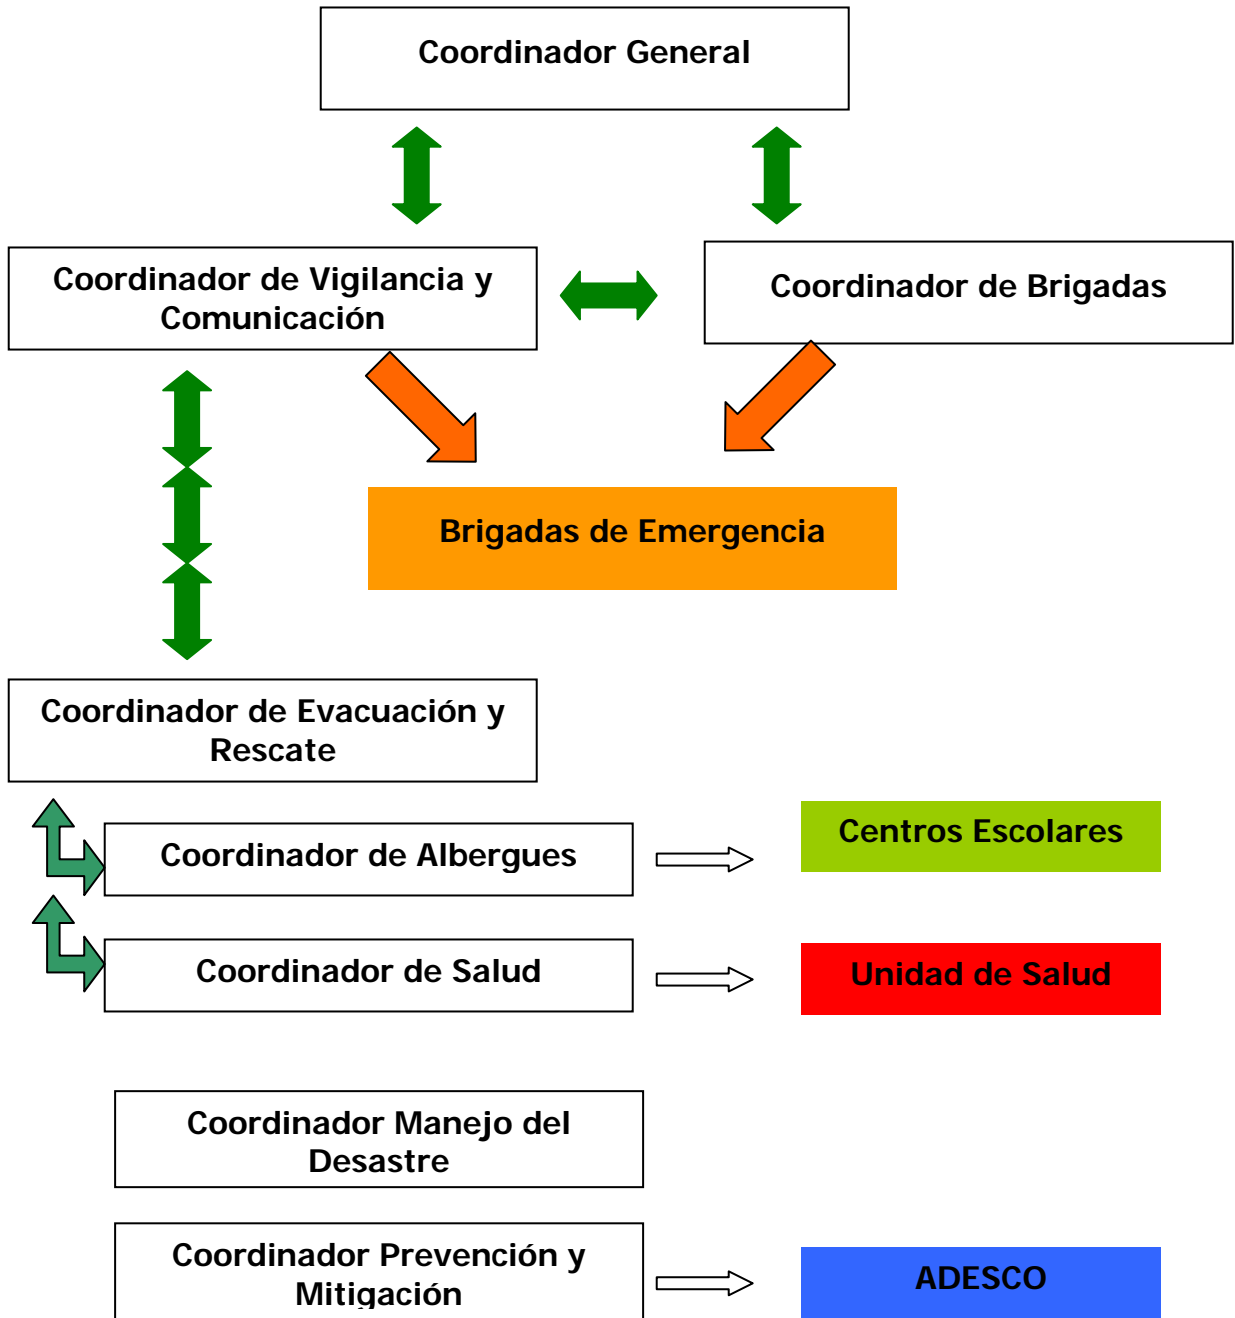 Coordinador General
Coordinador de Vigilancia y
Comunicación
Coordinador de Brigadas
Brigadas de Emergencia
Coordinador de Evacuación y
Rescate
Coordinador de Albergues
Centros Escolares
Coordinador de Salud
Unidad de Salud
Coordinador Manejo del
Desastre
Coordinador Prevención y
Mitigación
ADESCO